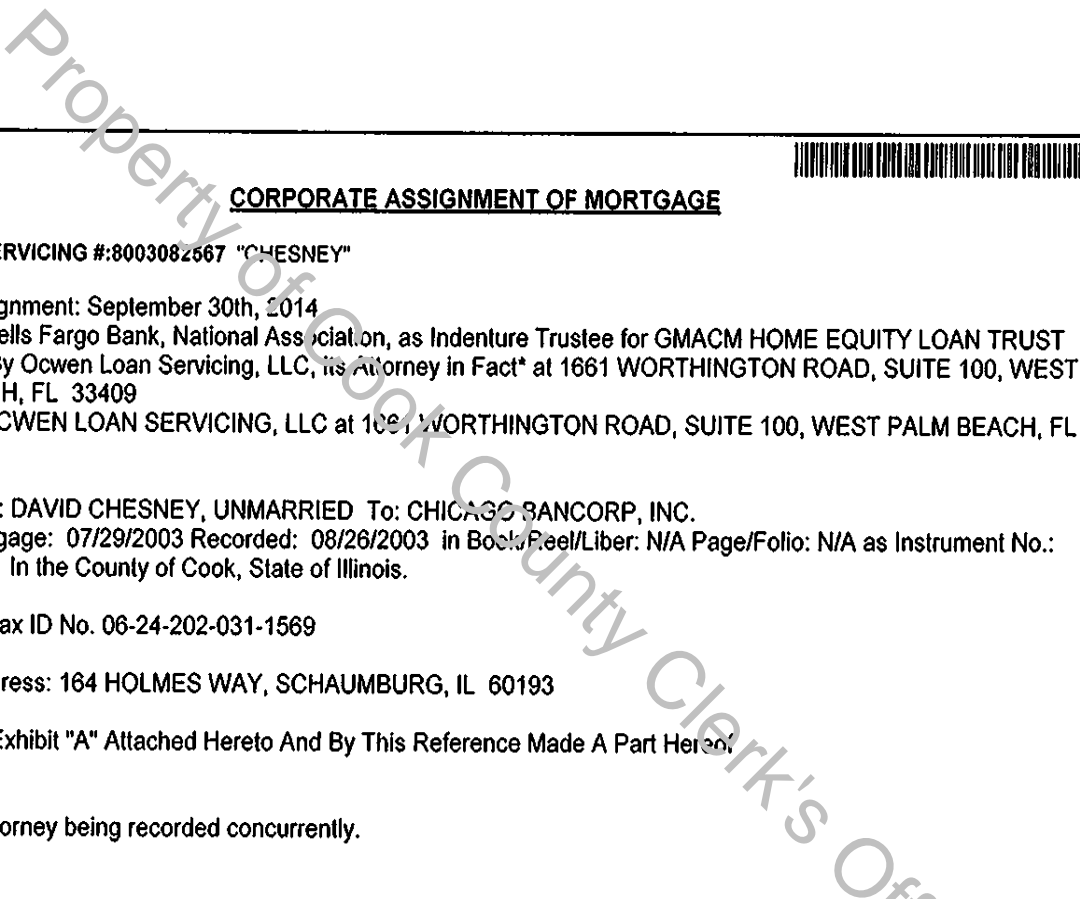 CORPORATE ASSIGNMENT OF MORTGAGE
ERVICING #:8003082567 "CHESNEY"
gnment: September 30th, 2014
ells Fargo Bank, National Association, as Indenture Trustee for GMACM HOME EQUITY LOAN TRUST
By Ocwen Loan Servicing, LLC, its Attorney in Fact* at 1661 WORTHINGTON ROAD, SUITE 100, WEST
H, FL 33409
CWEN LOAN SERVICING, LLC at 1661 WORTHINGTON ROAD, SUITE 100, WEST PALM BEACH, FL
: DAVID CHESNEY, UNMARRIED To: CHICAGO BANCORP, INC.
gage: 07/29/2003 Recorded: 08/26/2003 in Book/Reel/Liber: N/A Page/Folio: N/A as Instrument No.:
In the County of Cook, State of Illinois.
ax ID No. 06-24-202-031-1569
ress: 164 HOLMES WAY, SCHAUMBURG, IL 60193
Exhibit "A" Attached Hereto And By This Reference Made A Part Hereof
orney being recorded concurrently.
Property of Cook County Clerk's Off